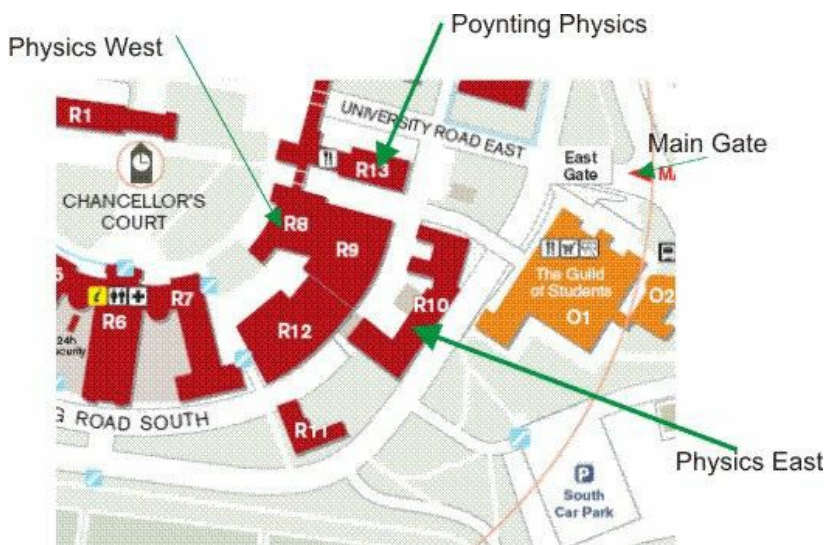 Poynting Physics
Physics West
R1
UNIVERSITY ROAD EAST
Main Gate
East
Gate
R13
CHANCELLOR'S
COURT
R8
R9
The Guild
of Students
R10
O2
O1
R7
R6
R12
24h
G ROAD SOUTH
R11
Physics East
P
South
Car Park